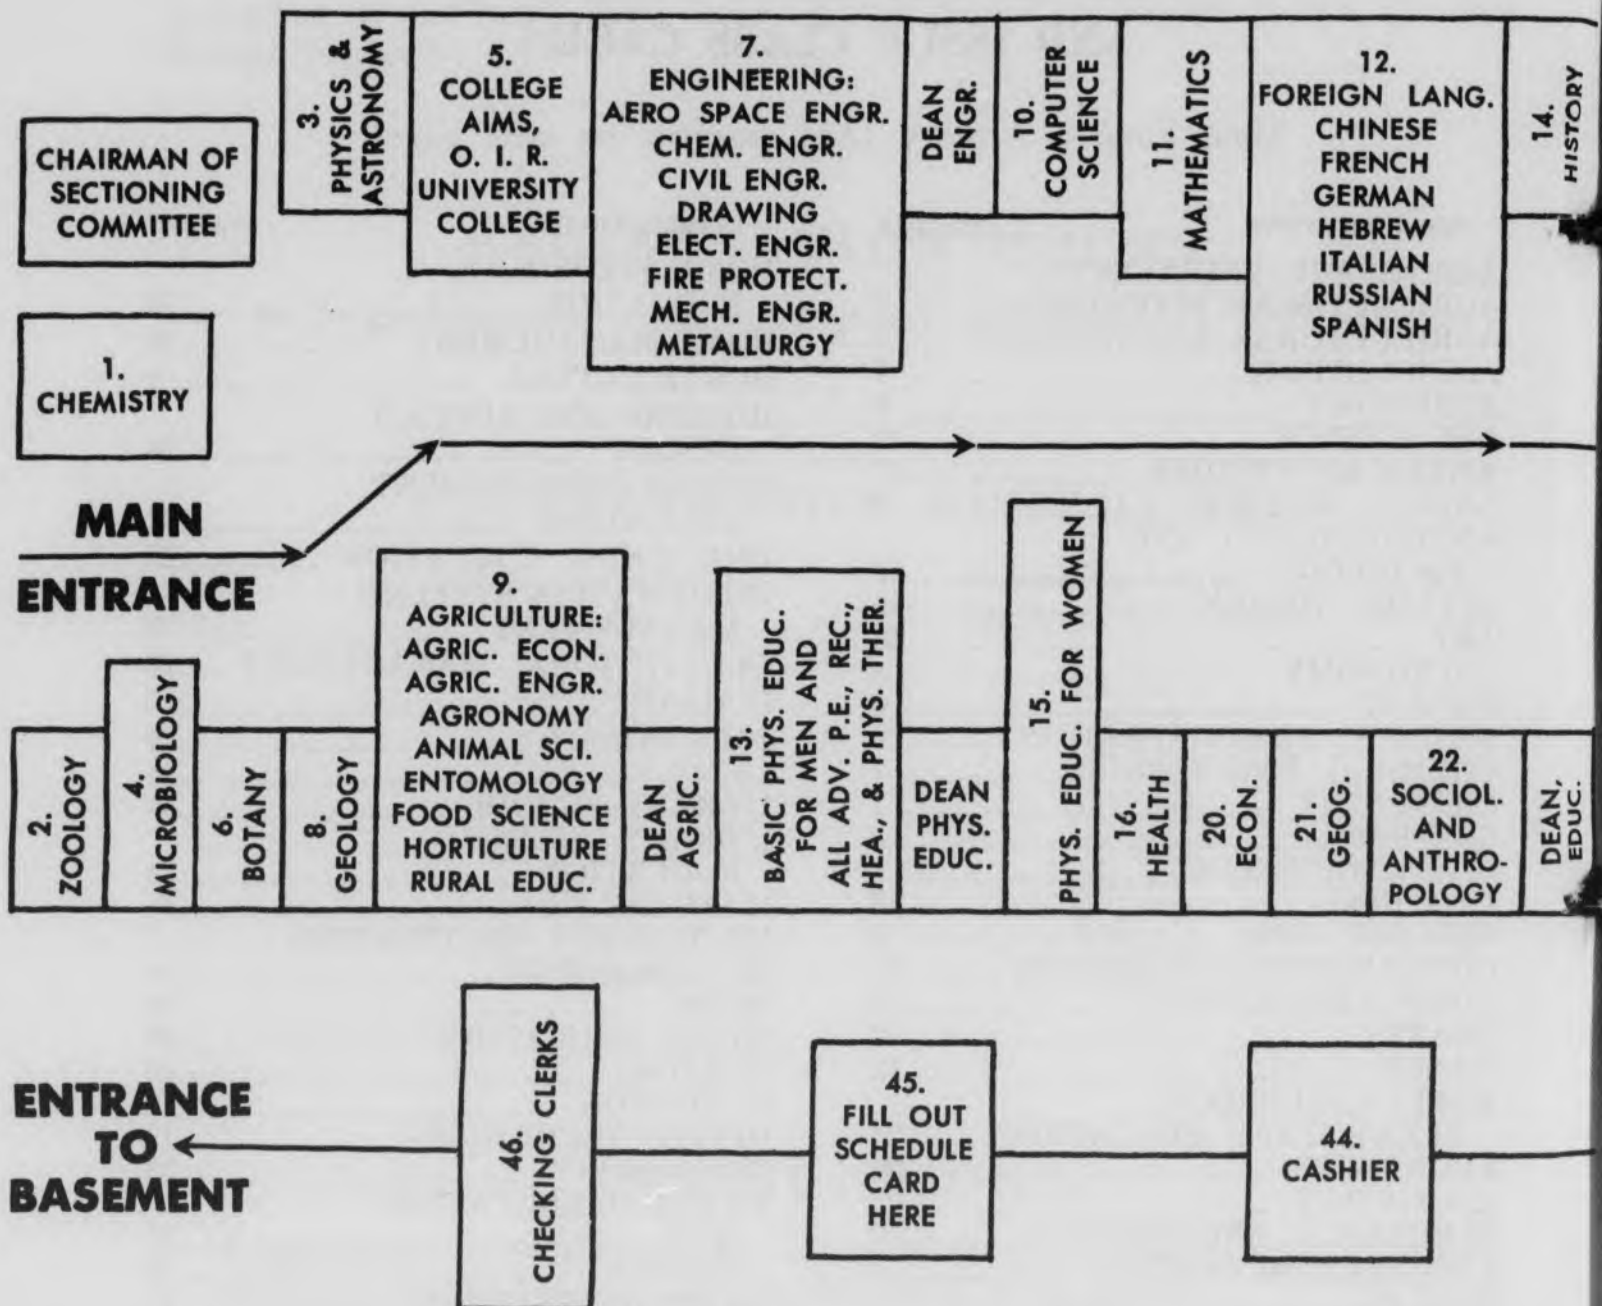 CHAIRMAN OF
SECTIONING
COMMITTEE
3.
PHYSICS &
ASTRONOMY
5.
COLLEGE
AIMS,
O. I. R.
UNIVERSITY
COLLEGE
7.
ENGINEERING:
AERO SPACE ENGR.
CHEM. ENGR.
CIVIL ENGR.
DRAWING
ELECT. ENGR.
FIRE PROTECT.
MECH. ENGR.
METALLURGY
DEAN
ENGR.
10.
COMPUTER
SCIENCE
11.
MATHEMATICS
12.
FOREIGN LANG.
CHINESE
FRENCH
GERMAN
HEBREW
ITALIAN
RUSSIAN
SPANISH
14.
HISTORY
1.
CHEMISTRY
MAIN
ENTRANCE
2.
ZOOLOGY
4.
MICROBIOLOGY
6.
BOTANY
8.
GEOLOGY
9.
AGRICULTURE:
AGRIC. ECON.
AGRIC. ENGR.
AGRONOMY
ANIMAL SCI.
ENTOMOLOGY
FOOD SCIENCE
HORTICULTURE
RURAL EDUC.
DEAN
AGRIC.
13.
BASIC PHYS. EDUC.
FOR MEN AND
ALL ADV. P.E., REC.,
HEA., & PHYS. THER.
DEAN
PHYS.
EDUC.
15.
PHYS. EDUC. FOR WOMEN
16.
HEALTH
20.
ECON.
21.
GEOG.
22.
SOCIOL.
AND
ANTHRO-
POLOGY
DEAN,
EDUC.
ENTRANCE
TO
BASEMENT
46.
CHECKING CLERKS
45.
FILL OUT
SCHEDULE
CARD
HERE
44.
CASHIER